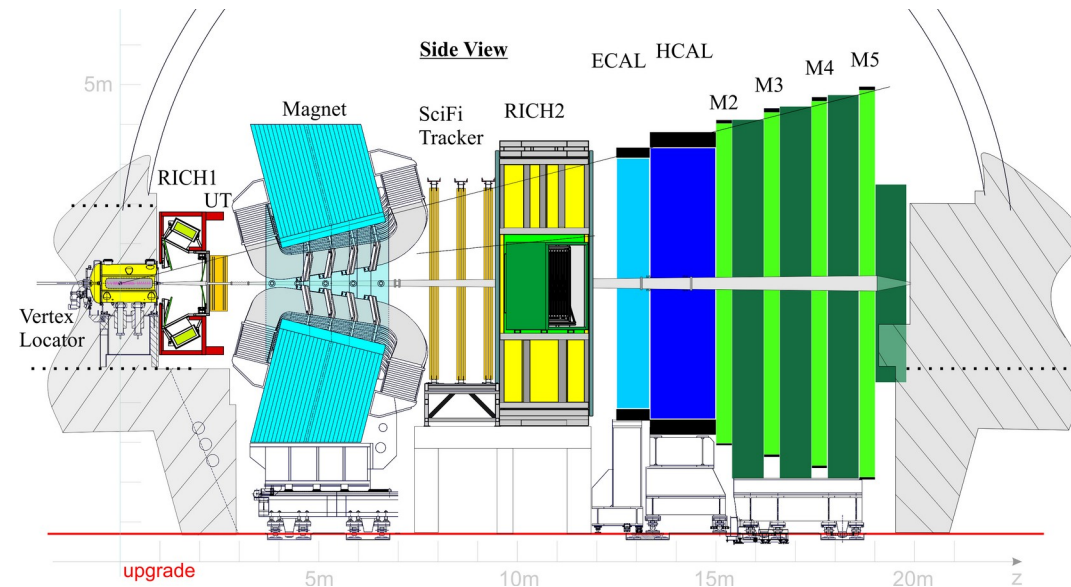 Side View
5m
ECAL
HCAL
M2
M3
M4
M5
Magnet
SciFi
Tracker
RICH2
RICH1
UT
Vertex
Locator
upgrade
5m
10m
15m
20m
z